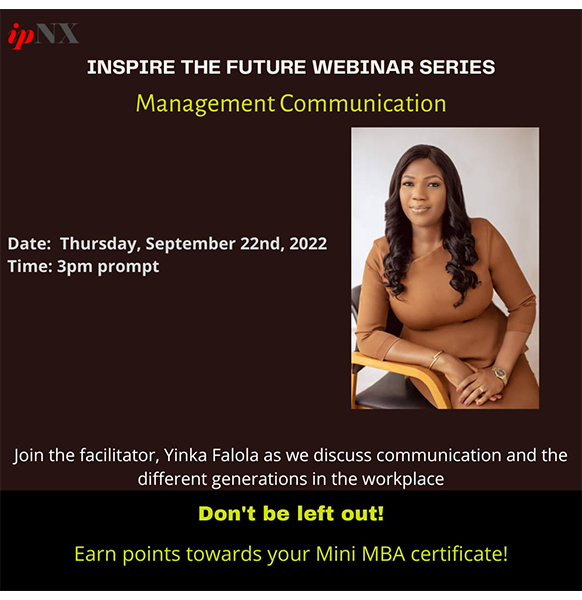 ipNX
INSPIRE THE FUTURE WEBINAR SERIES
Management Communication
Date:  Thursday, September 22nd, 2022
Time: 3pm prompt
Join the facilitator, Yinka Falola as we discuss communication and the
different generations in the workplace
Don't be left out!
Earn points towards your Mini MBA certificate!